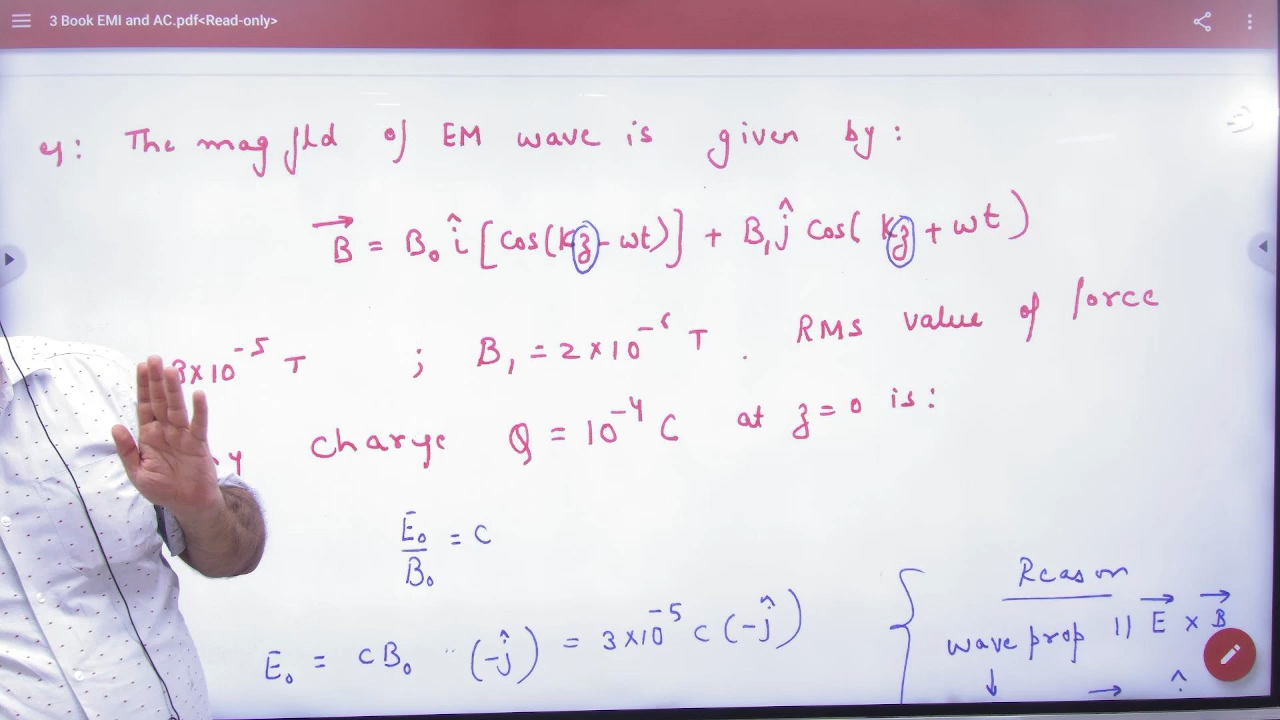 3 Book EMI and AC.pdf<Read-only>
eg: The mag fld of EM wave is given by:
B = B₀ î [cos(kz - ωt)] + B₁ ĵ cos( kz + ωt)
3×10⁻⁵ T ; B₁ = 2×10⁻⁶ T . RMS value of force
charge Q = 10⁻⁴ C at z = 0 is:
E₀/B₀ = C
E₀ = CB₀ (-ĵ) = 3×10⁻⁵ C (-ĵ)
Reason
wave prop || E × B